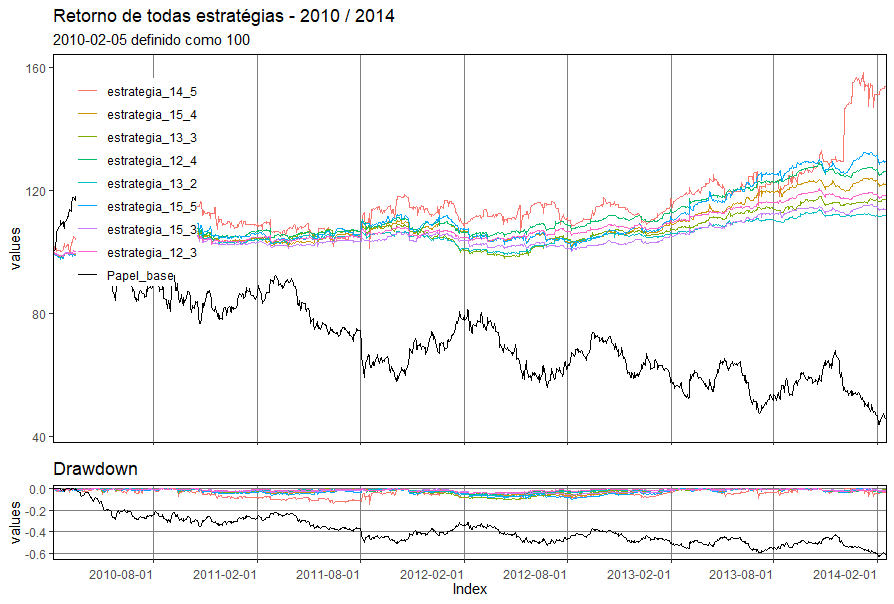 Retorno de todas estratégias - 2010 / 2014
2010-02-05 definido como 100
values
160
120
80
40
estrategia_14_5
estrategia_15_4
estrategia_13_3
estrategia_12_4
estrategia_13_2
estrategia_15_5
estrategia_15_3
estrategia_12_3
Papel_base
Drawdown
values
0.0
-0.2
-0.4
-0.6
2010-08-01
2011-02-01
2011-08-01
2012-02-01
2012-08-01
2013-02-01
2013-08-01
2014-02-01
Index